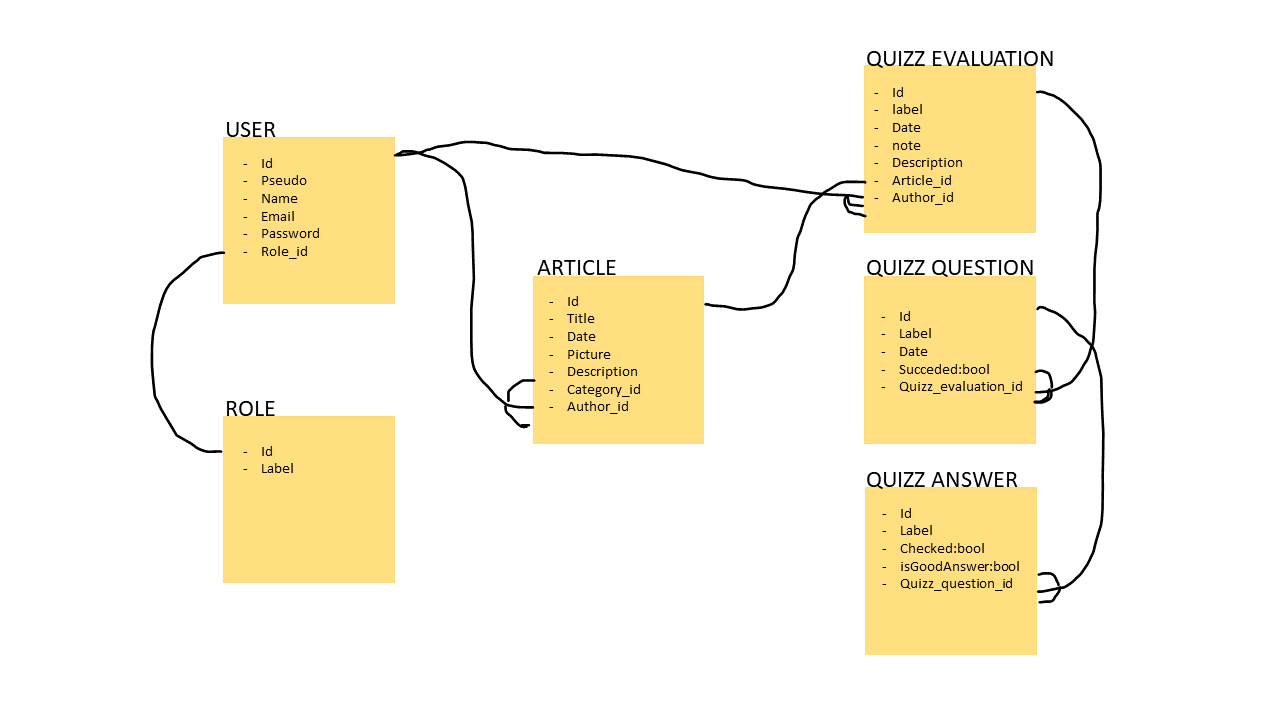 USER
- Id
- Pseudo
- Name
- Email
- Password
- Role_id
ROLE
- Id
- Label
ARTICLE
- Id
- Title
- Date
- Picture
- Description
- Category_id
- Author_id
QUIZZ EVALUATION
- Id
- label
- Date
- note
- Description
- Article_id
- Author_id
QUIZZ QUESTION
- Id
- Label
- Date
- Succeded:bool
- Quizz_evaluation_id
QUIZZ ANSWER
- Id
- Label
- Checked:bool
- isGoodAnswer:bool
- Quizz_question_id